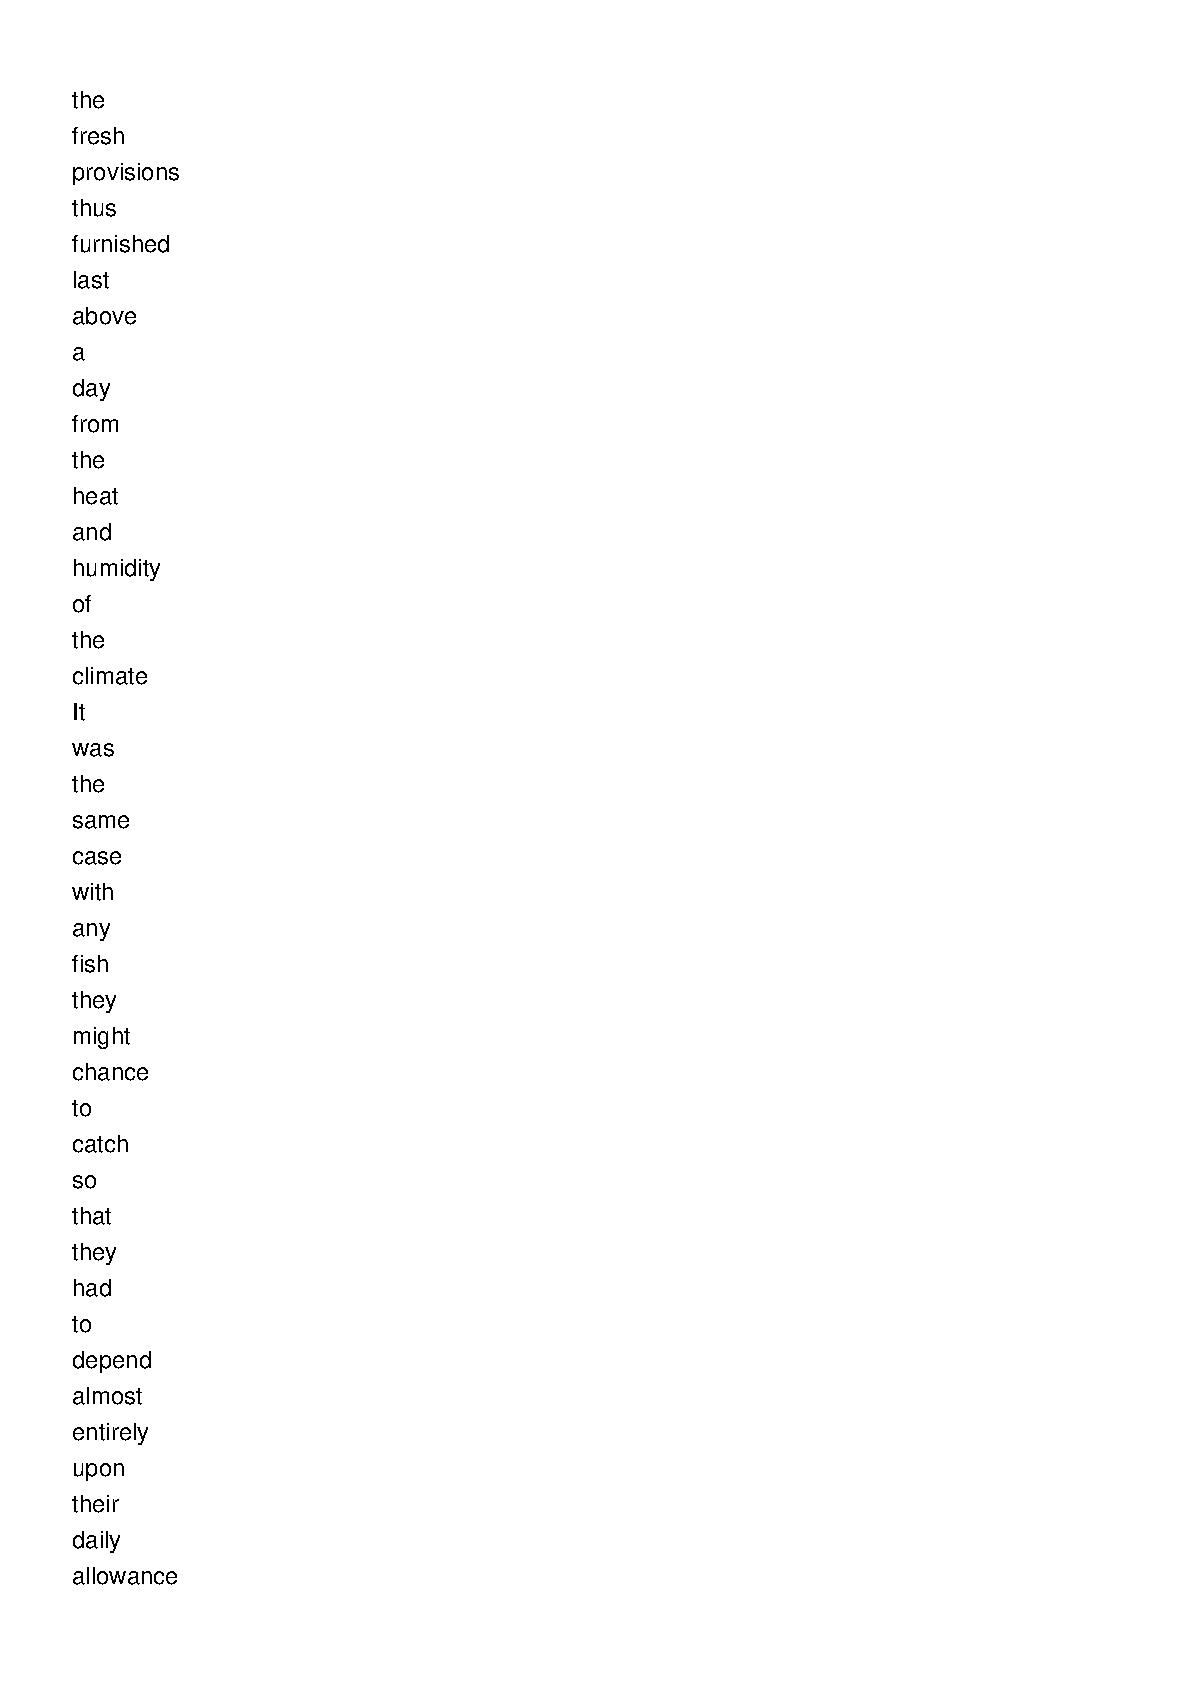 the
fresh
provisions
thus
furnished
last
above
a
day
from
the
heat
and
humidity
of
the
climate
It
was
the
same
case
with
any
fish
they
might
chance
to
catch
so
that
they
had
to
depend
almost
entirely
upon
their
daily
allowance